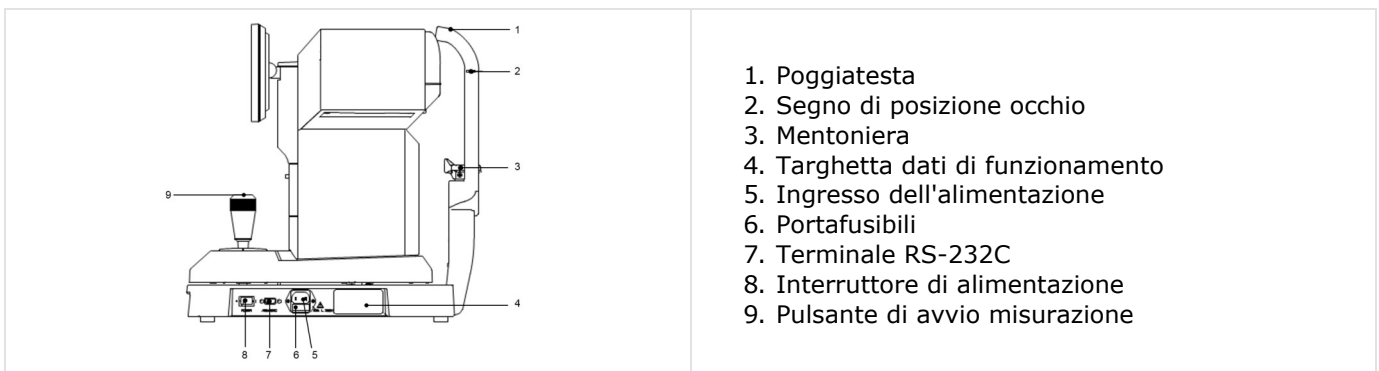 1
2
3
9
4
8 7 6 5
1. Poggiatesta
2. Segno di posizione occhio
3. Mentoniera
4. Targhetta dati di funzionamento
5. Ingresso dell'alimentazione
6. Portafusibili
7. Terminale RS-232C
8. Interruttore di alimentazione
9. Pulsante di avvio misurazione